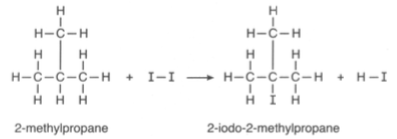 H
H
H-C-H
H-C-H
H H
H H
H-C-C-C-H + I-I → H-C-C-C-H + H-I
H H H
H I H
2-methylpropane
2-iodo-2-methylpropane